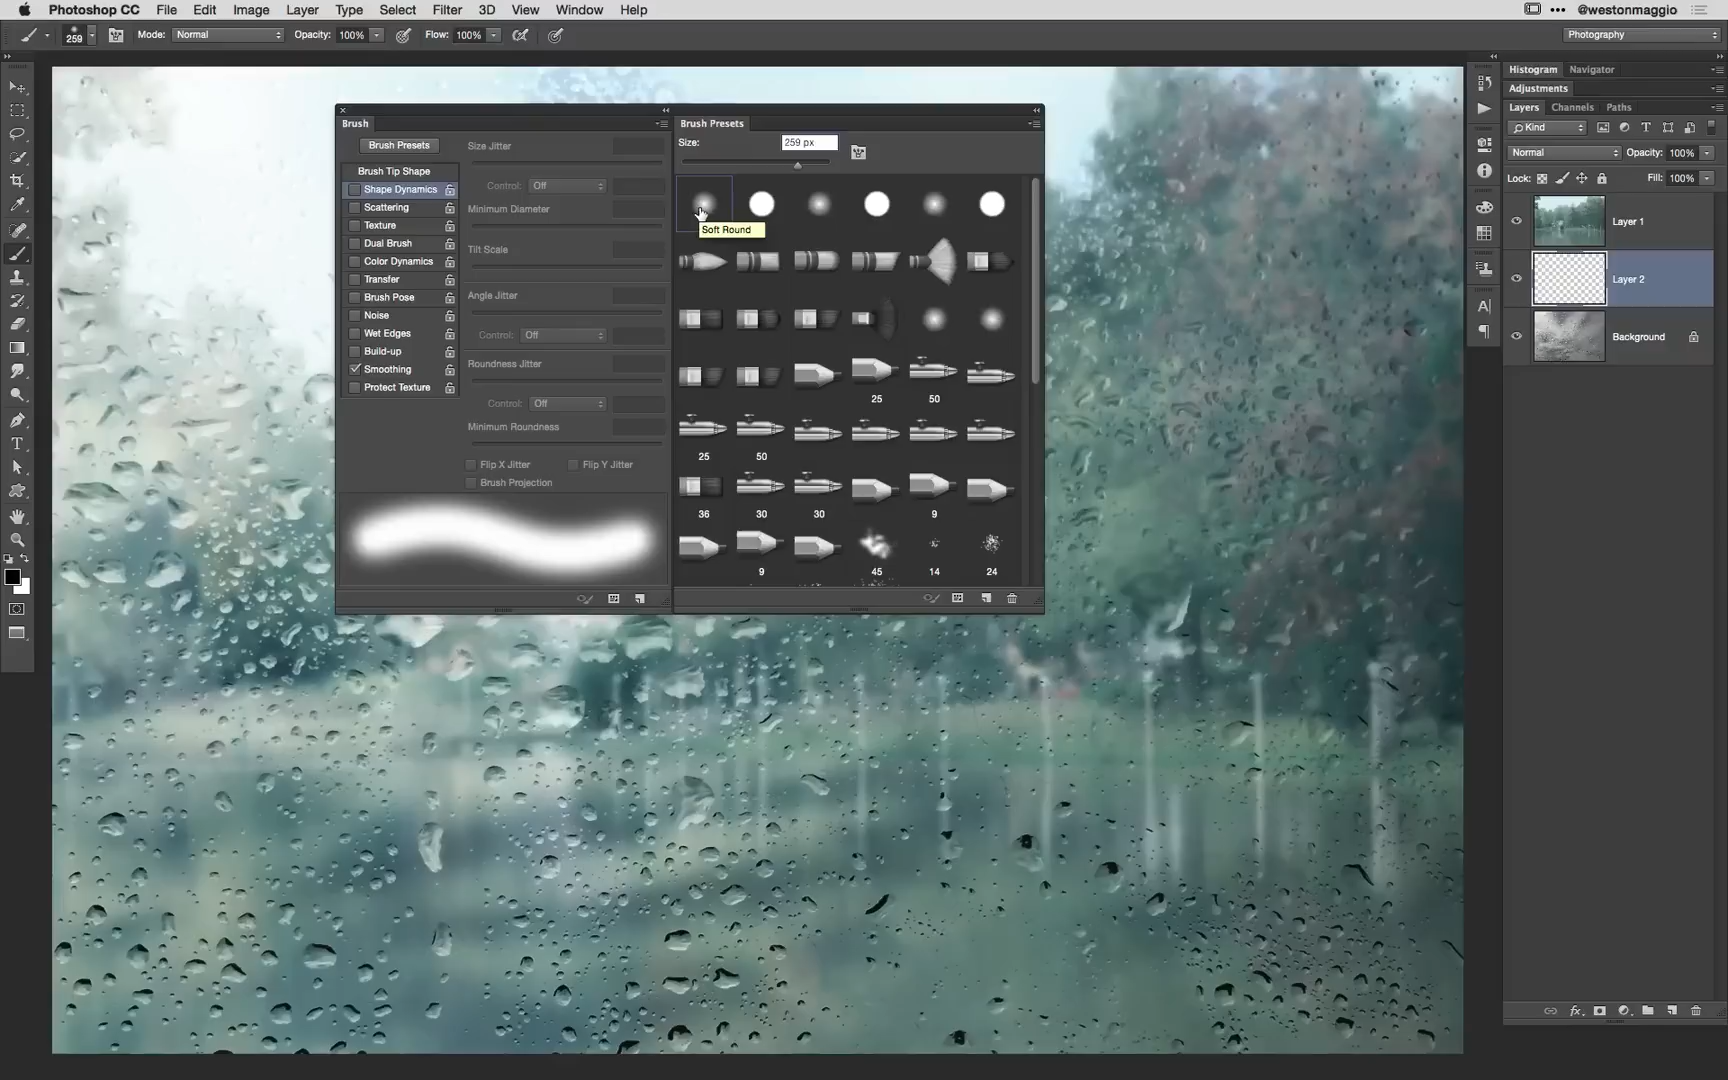 Photoshop CC File Edit Image Layer Type Select Filter 3D View Window Help @westonmaggio
259 Mode: Normal Opacity: 100% Flow: 100% Photography
Histogram Navigator
Adjustments
Layers Channels Paths
Kind
Normal Opacity: 100%
Lock: Fill: 100%
Layer 1
Layer 2
Background
Brush
Brush Presets
Brush Tip Shape
Shape Dynamics
Scattering
Texture
Dual Brush
Color Dynamics
Transfer
Brush Pose
Noise
Wet Edges
Build-up
Smoothing
Protect Texture
Size Jitter
Control: Off
Minimum Diameter
Tilt Scale
Angle Jitter
Control: Off
Roundness Jitter
Control: Off
Minimum Roundness
Flip X Jitter Flip Y Jitter
Brush Projection
Brush Presets
Size: 259 px
Soft Round
25 50
25 50
36 30 30 9
9 45 14 24